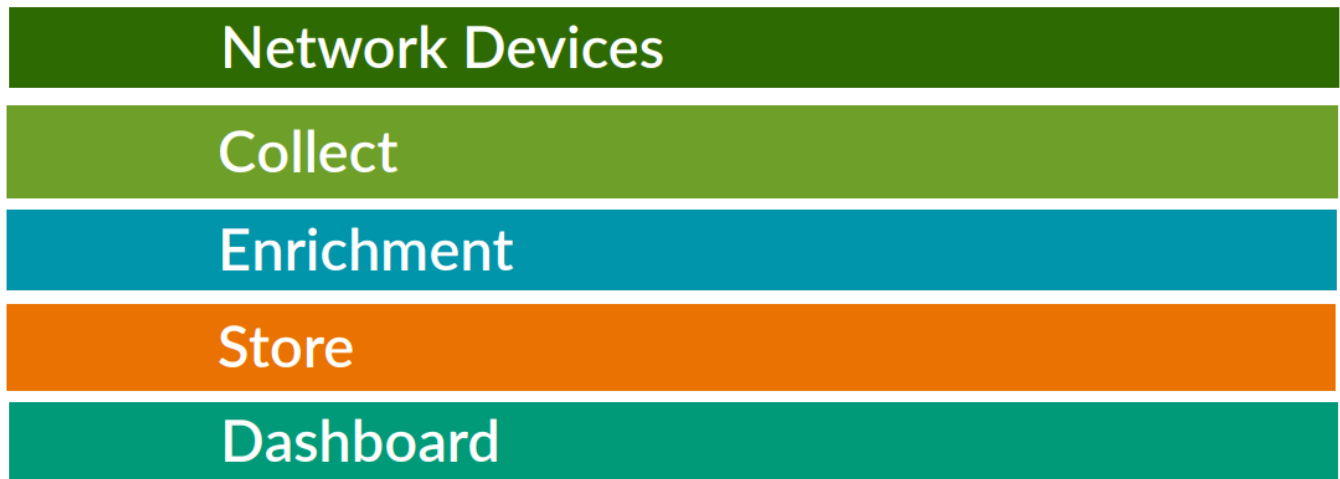 Network Devices
Collect
Enrichment
Store
Dashboard